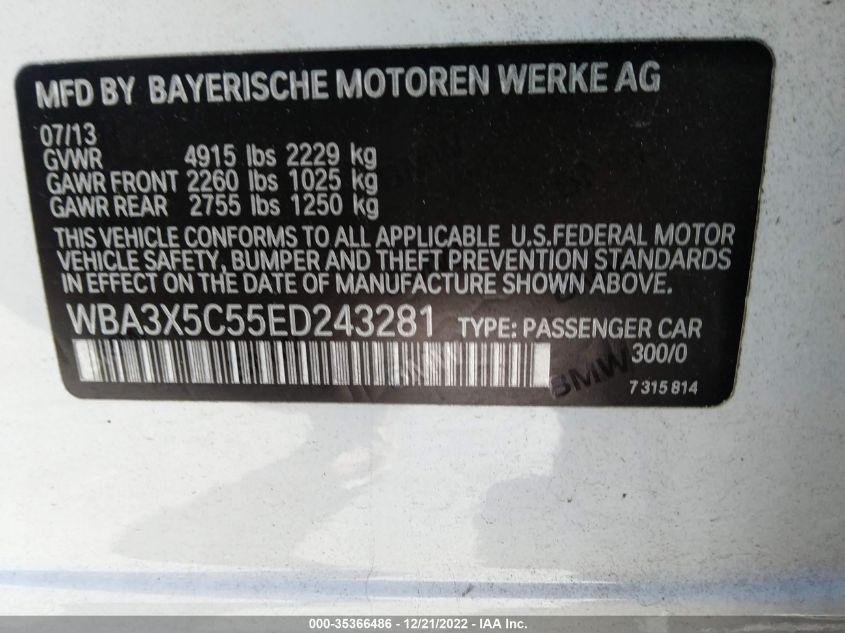 MFD BY BAYERISCHE MOTOREN WERKE AG
07/13
GVWR 4915 lbs 2229 kg
GAWR FRONT 2260 lbs 1025 kg
GAWR REAR 2755 lbs 1250 kg
THIS VEHICLE CONFORMS TO ALL APPLICABLE U.S.FEDERAL MOTOR
VEHICLE SAFETY, BUMPER AND THEFT PREVENTION STANDARDS
IN EFFECT ON THE DATE OF MANUFACTURE SHOWN ABOVE.
WBA3X5C55ED243281 TYPE: PASSENGER CAR
300/0
BMW
7 315 814
000-35366486 - 12/21/2022 - IAA Inc.